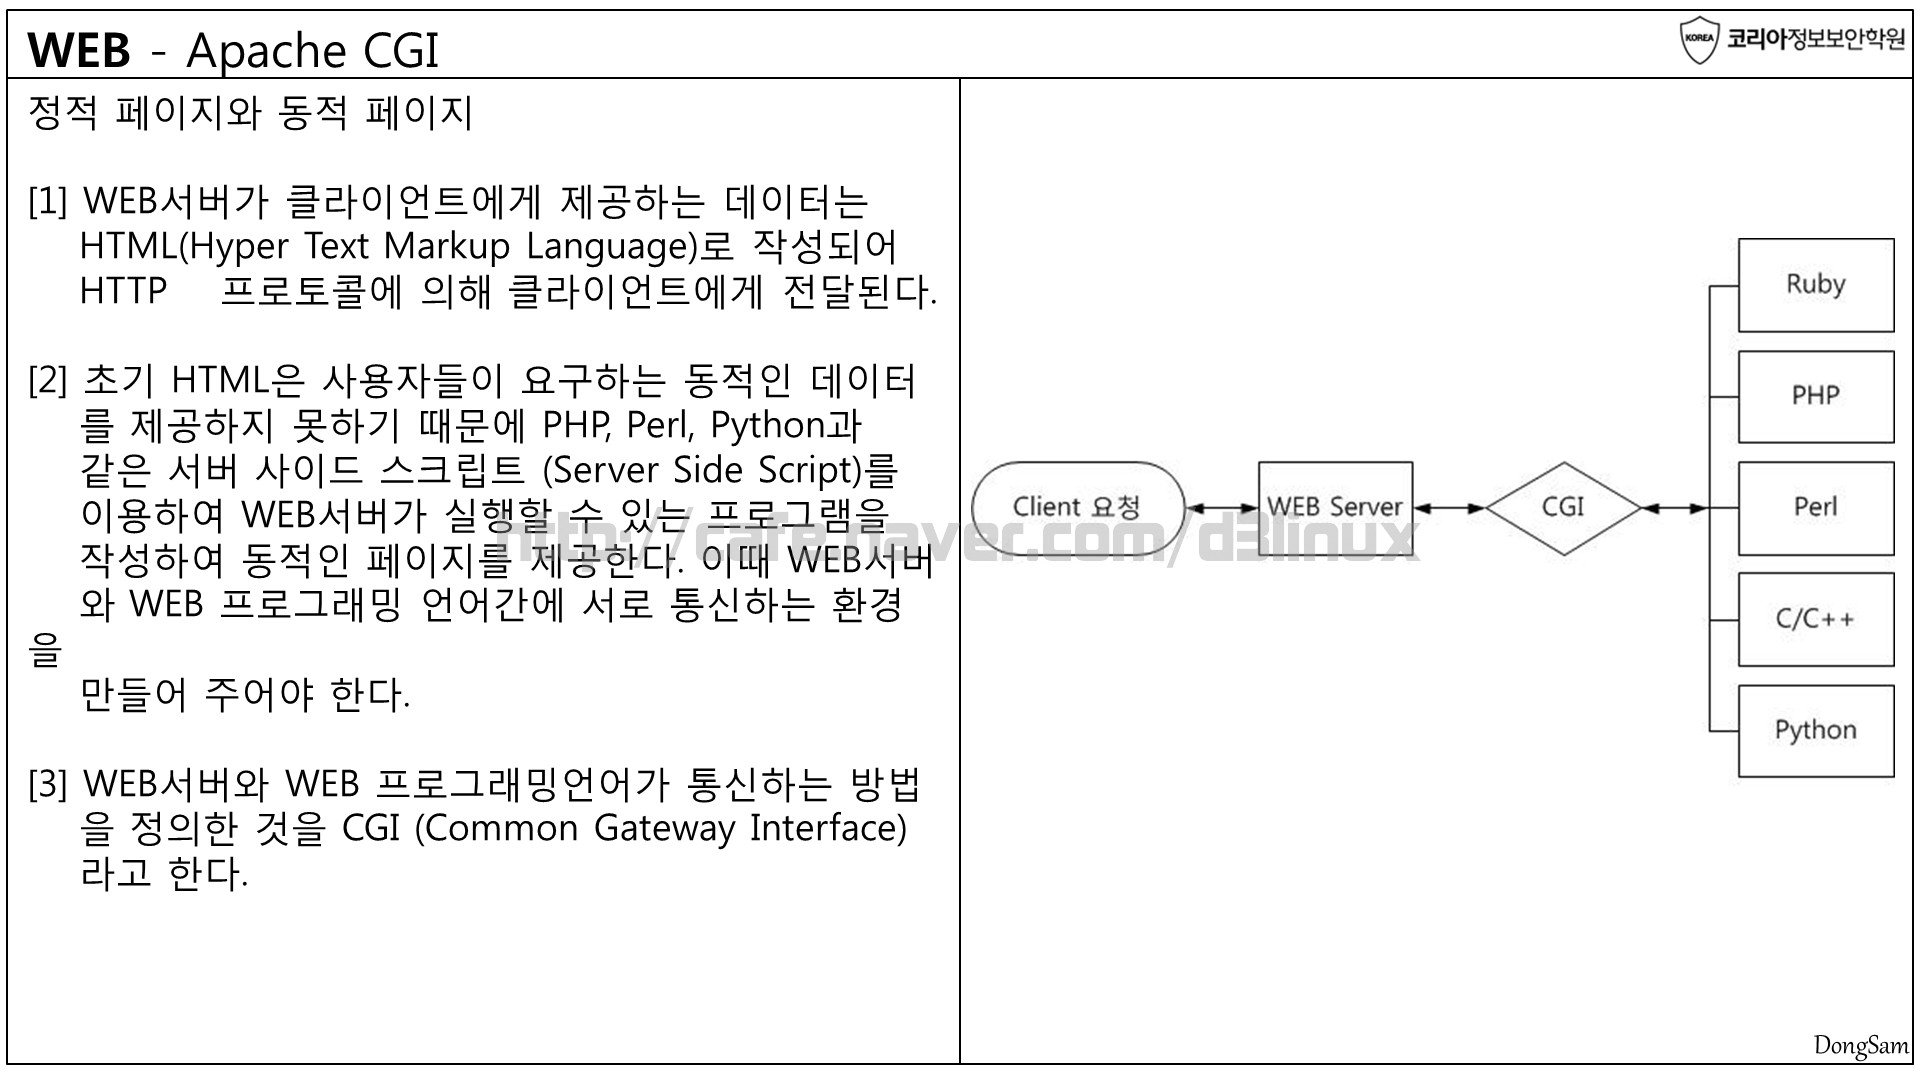 WEB - Apache CGI
KOREA 코리아정보보안학원
정적 페이지와 동적 페이지
[1] WEB서버가 클라이언트에게 제공하는 데이터는
HTML(Hyper Text Markup Language)로 작성되어
HTTP 프로토콜에 의해 클라이언트에게 전달된다.
[2] 초기 HTML은 사용자들이 요구하는 동적인 데이터
를 제공하지 못하기 때문에 PHP, Perl, Python과
같은 서버 사이드 스크립트 (Server Side Script)를
이용하여 WEB서버가 실행할 수 있는 프로그램을
작성하여 동적인 페이지를 제공한다. 이때 WEB서버
와 WEB 프로그래밍 언어간에 서로 통신하는 환경
을
만들어 주어야 한다.
[3] WEB서버와 WEB 프로그래밍언어가 통신하는 방법
을 정의한 것을 CGI (Common Gateway Interface)
라고 한다.
http://cafe.naver.com/d3linux
Client 요청
WEB Server
CGI
Ruby
PHP
Perl
C/C++
Python
DongSam